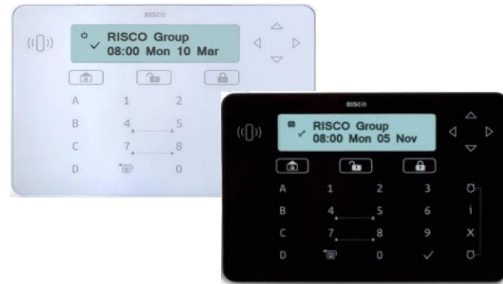 RISCO
RISCO Group
08:00 Mon 10 Mar
A 1 2
B 4 5
C 7 8
D 0
RISCO
RISCO Group
08:00 Mon 05 Nov
A 1 2 3
B 4 5 6 i
C 7 8 9 X
D 0